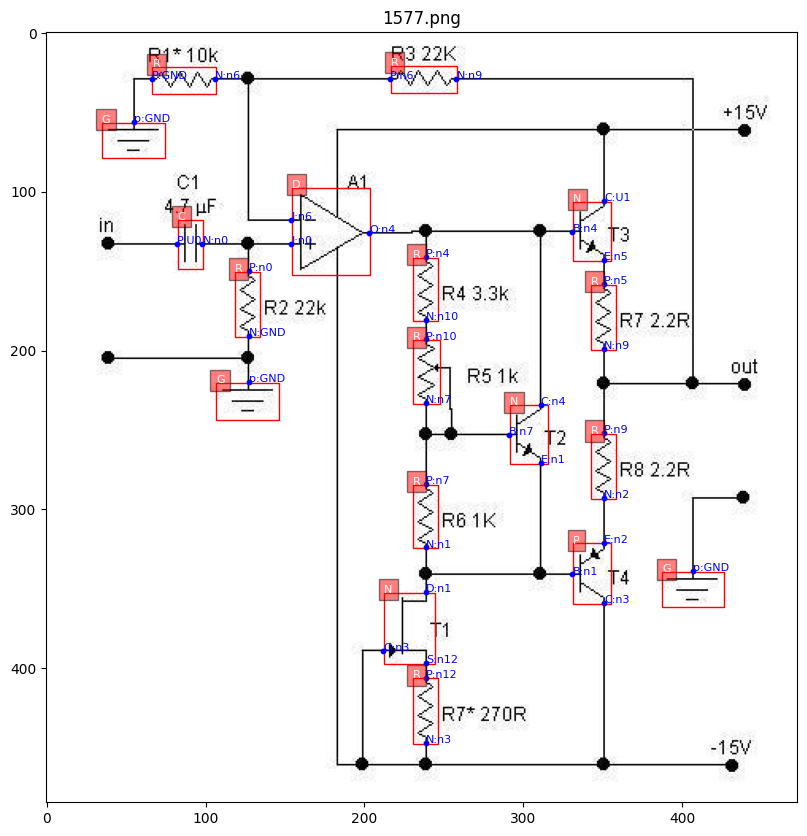 1577.png
0
R1* 10k
R3 22K
R
R
P:GND
N:n6
P:n6
N:n9
G
p:GND
+15V
100
C1
4.7 µF
A1
D
N
C:U1
in
I:n6
O:n4
B:n4
T3
P:U0
N:n0
I:n0
E:n5
R
P:n0
R
P:n4
R
P:n5
R2 22k
R4 3.3k
R7 2.2R
N:GND
N:n10
R
P:n10
N:n9
200
G
p:GND
R5 1k
out
N:n7
N
C:n4
B:n7
T2
R
P:n9
E:n1
R8 2.2R
R
P:n7
N:n2
300
R6 1K
N:n1
P
E:n2
B:n1
T4
G
p:GND
N
D:n1
C:n3
T1
G:n3
400
S:n12
R
P:n12
R7* 270R
N:n3
-15V
0
100
200
300
400